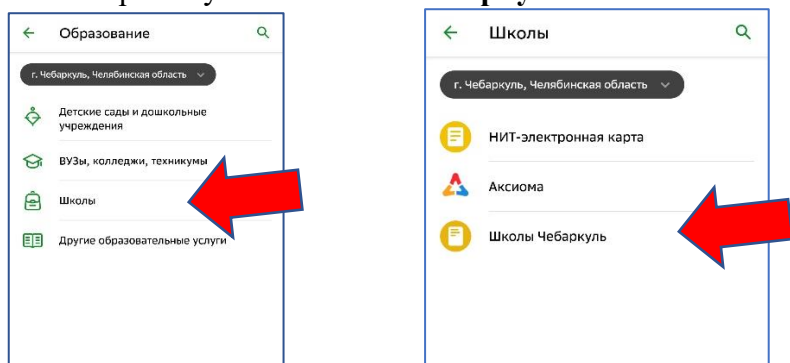 Образование
г. Чебаркуль, Челябинская область
Детские сады и дошкольные
учреждения
ВУЗы, колледжи, техникумы
Школы
Другие образовательные услуги
Школы
г. Чебаркуль, Челябинская область
НИТ-электронная карта
Аксиома
Школы Чебаркуль